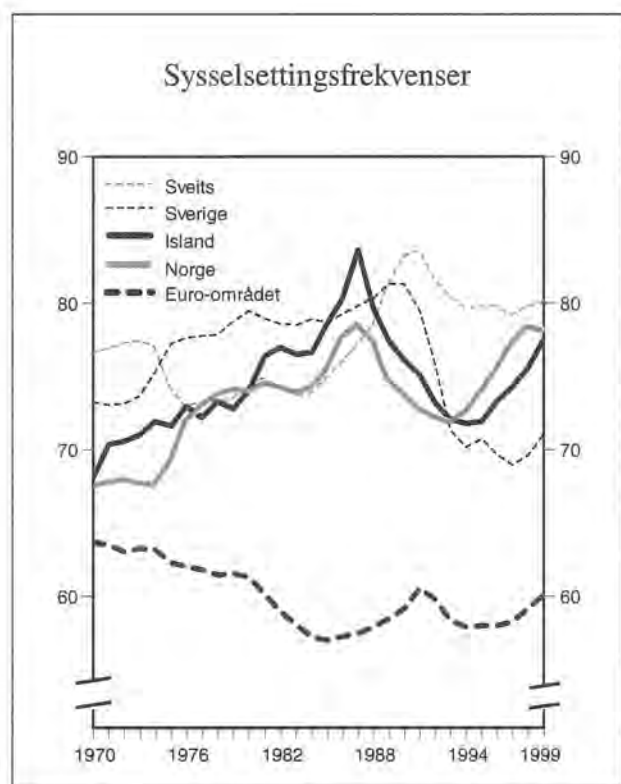 Sysselsettingsfrekvenser
90
90
Sveits
Sverige
Island
Norge
Euro-området
80
80
70
70
60
60
1970 1976 1982 1988 1994 1999